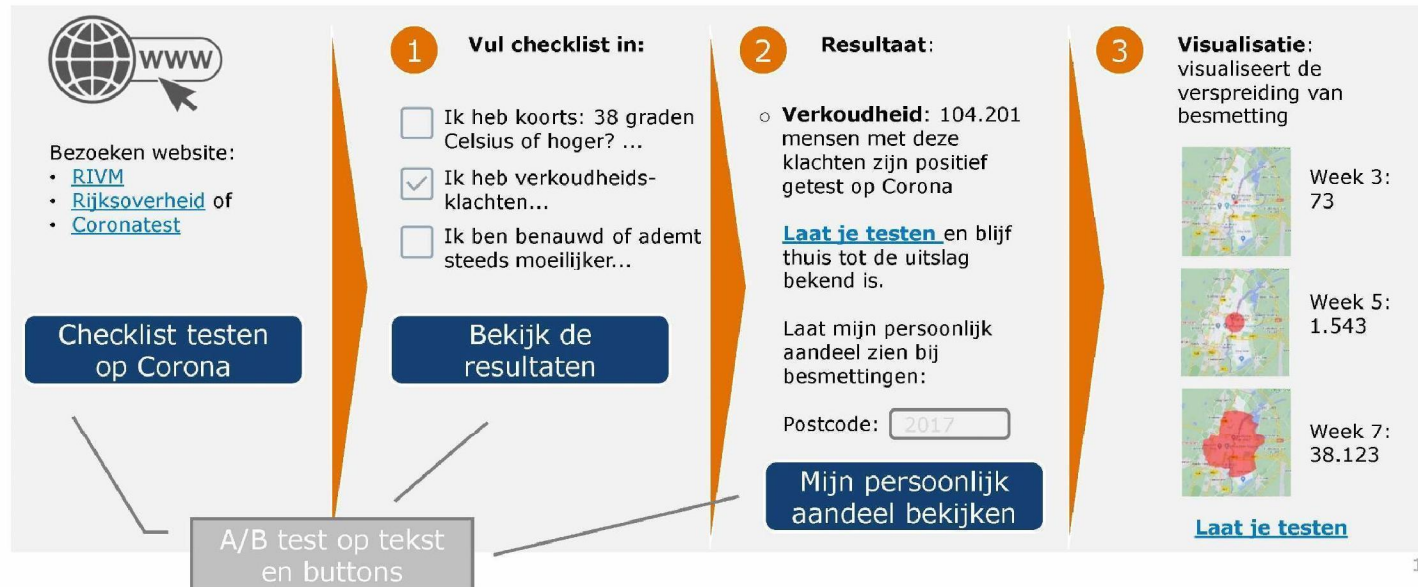 www
Bezoeken website:
• RIVM
• Rijksoverheid of
• Coronatest
Checklist testen
op Corona
1
Vul checklist in:
Ik heb koorts: 38 graden
Celsius of hoger? ...
Ik heb verkoudheids-
klachten...
Ik ben benauwd of ademt
steeds moeilijker...
Bekijk de
resultaten
2
Resultaat:
○ Verkoudheid: 104.201
mensen met deze
klachten zijn positief
getest op Corona
Laat je testen en blijf
thuis tot de uitslag
bekend is.
Laat mijn persoonlijk
aandeel zien bij
besmettingen:
Postcode: 2017
Mijn persoonlijk
aandeel bekijken
3
Visualisatie:
visualiseert de
verspreiding van
besmetting
Week 3:
73
Week 5:
1.543
Week 7:
38.123
Laat je testen
A/B test op tekst
en buttons